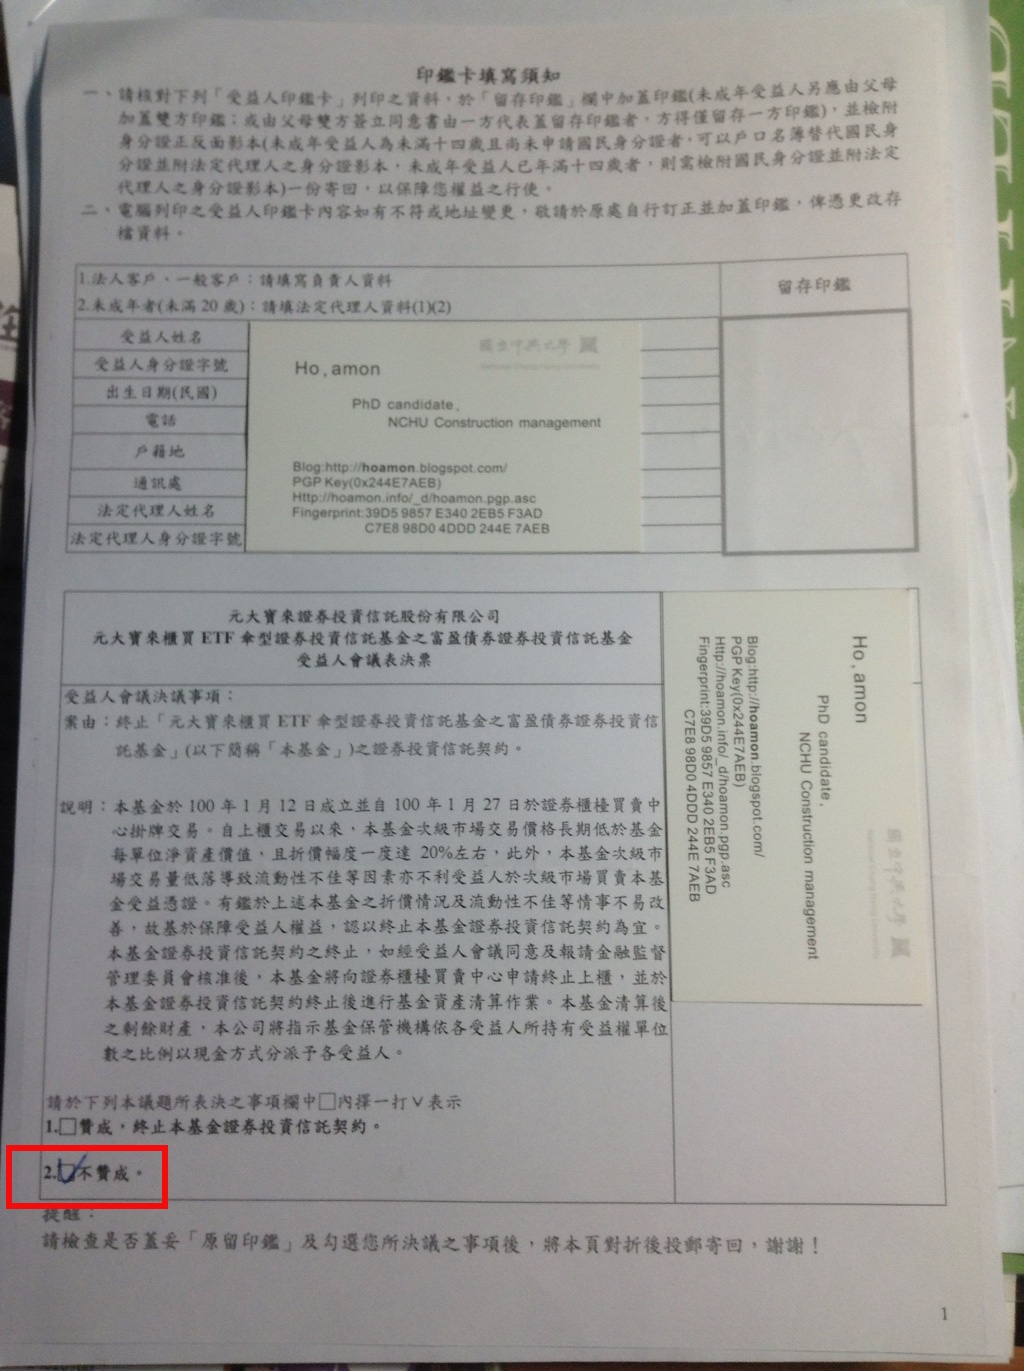 印鑑卡填寫須知
一、請核對下列「受益人印鑑卡」列印之資料，於「留存印鑑」欄中加蓋印鑑(未成年受益人另應由父母
加蓋雙方印鑑；或由父母雙方簽立同意書由一方代表蓋留存印鑑者，方得僅留存一方印鑑)，並檢附
身分證正反面影本(未成年受益人為未滿十四歲且尚未申請國民身分證者，可以戶口名簿替代國民身
分證並附法定代理人之身分證影本，未成年受益人已年滿十四歲者，則需檢附國民身分證並附法定
代理人之身分證影本)一份寄回，以保障您權益之行使。
二、電腦列印之受益人印鑑卡內容如有不符或地址變更，敬請於原處自行訂正並加蓋印鑑，俾憑更改存
檔資料。
1.法人客戶、一般客戶：請填寫負責人資料
2.未成年者(未滿20歲)：請填法定代理人資料(1)(2)
留存印鑑
受益人姓名
受益人身分證字號
出生日期(民國)
電話
戶籍地
通訊處
法定代理人姓名
法定代理人身分證字號
Ho, amon
PhD candidate,
NCHU Construction management
Blog:http://hoamon.blogspot.com/
PGP Key(0x244E7AEB)
Http://hoamon.info/_d/hoamon.pgp.asc
Fingerprint:39D5 9857 E340 2EB5 F3AD
C7E8 98D0 4DDD 244E 7AEB
元大寶來證券投資信託股份有限公司
元大寶來櫃買ETF傘型證券投資信託基金之富盈債券證券投資信託基金
受益人會議表決票
受益人會議決議事項：
案由：終止「元大寶來櫃買ETF傘型證券投資信託基金之富盈債券證券投資信
託基金」(以下簡稱「本基金」)之證券投資信託契約。
說明：本基金於100年1月12日成立並自100年1月27日於證券櫃檯買賣中
心掛牌交易。自上櫃交易以來，本基金次級市場交易價格長期低於基金
每單位淨資產價值，且折價幅度一度達20%左右，此外，本基金次級市
場交易量低落導致流動性不佳等因素亦不利受益人於次級市場買賣本基
金受益憑證。有鑑於上述本基金之折價情況及流動性不佳等情事不易改
善，故基於保障受益人權益，認以終止本基金證券投資信託契約為宜。
本基金證券投資信託契約之終止，如經受益人會議同意及報請金融監督
管理委員會核准後，本基金將向證券櫃檯買賣中心申請終止上櫃，並於
本基金證券投資信託契約終止後進行基金資產清算作業。本基金清算後
之剩餘財產，本公司將指示基金保管機構依各受益人所持有受益權單位
數之比例以現金方式分派予各受益人。
請於下列本議題所表決之事項欄中□內擇一打V表示
1.□贊成，終止本基金證券投資信託契約。
2.☑不贊成。
Ho, amon
PhD candidate,
NCHU Construction management
Blog:http://hoamon.blogspot.com/
PGP Key(0x244E7AEB)
Http://hoamon.info/_d/hoamon.pgp.asc
Fingerprint:39D5 9857 E340 2EB5 F3AD
C7E8 98D0 4DDD 244E 7AEB
提醒：
請檢查是否蓋妥「原留印鑑」及勾選您所決議之事項後，將本頁對折後投郵寄回，謝謝！
1